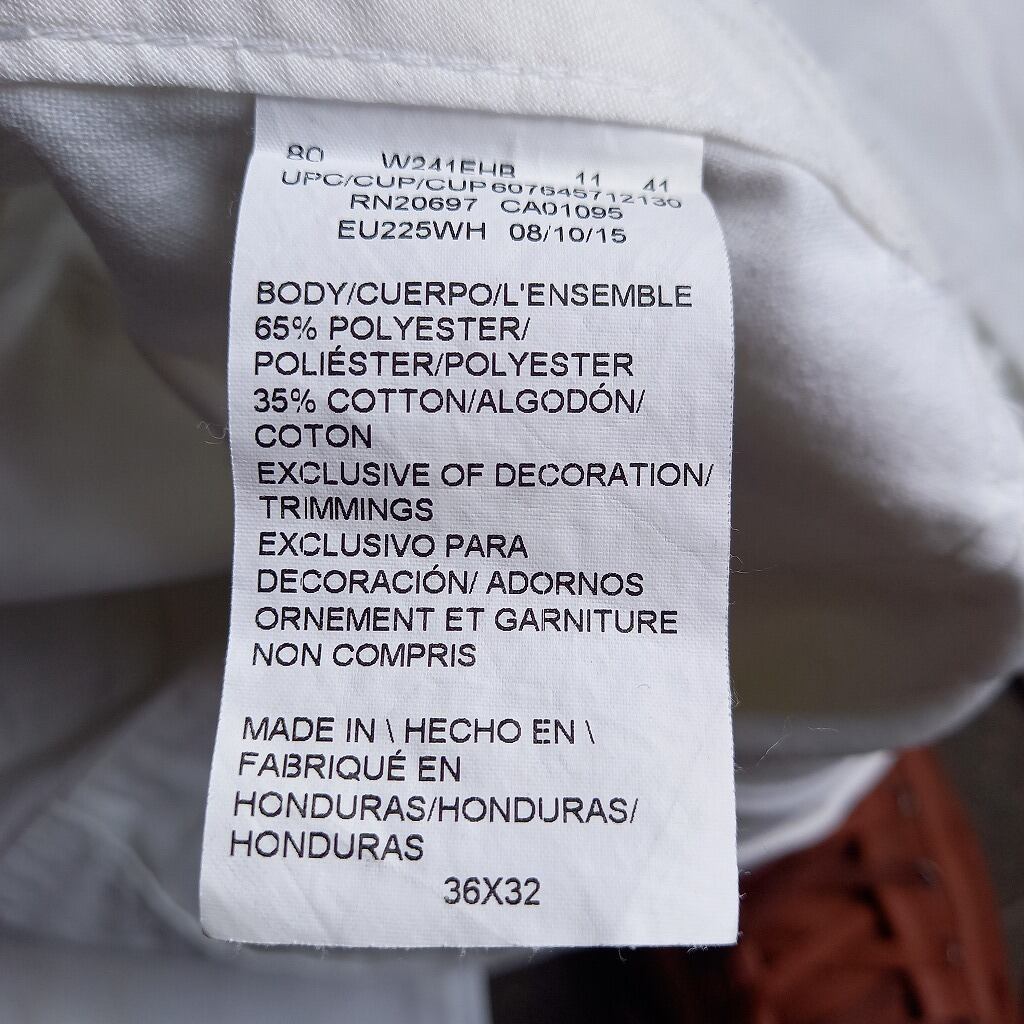 80 W241EHB 11 41
UPC/CUP/CUP607645712130
RN20697 CA01095
EU225WH 08/10/15
BODY/CUERPO/L'ENSEMBLE
65% POLYESTER/
POLIÉSTER/POLYESTER
35% COTTON/ALGODÓN/
COTON
EXCLUSIVE OF DECORATION/
TRIMMINGS
EXCLUSIVO PARA
DECORACIÓN/ ADORNOS
ORNEMENT ET GARNITURE
NON COMPRIS
MADE IN \ HECHO EN \
FABRIQUÉ EN
HONDURAS/HONDURAS/
HONDURAS
36X32